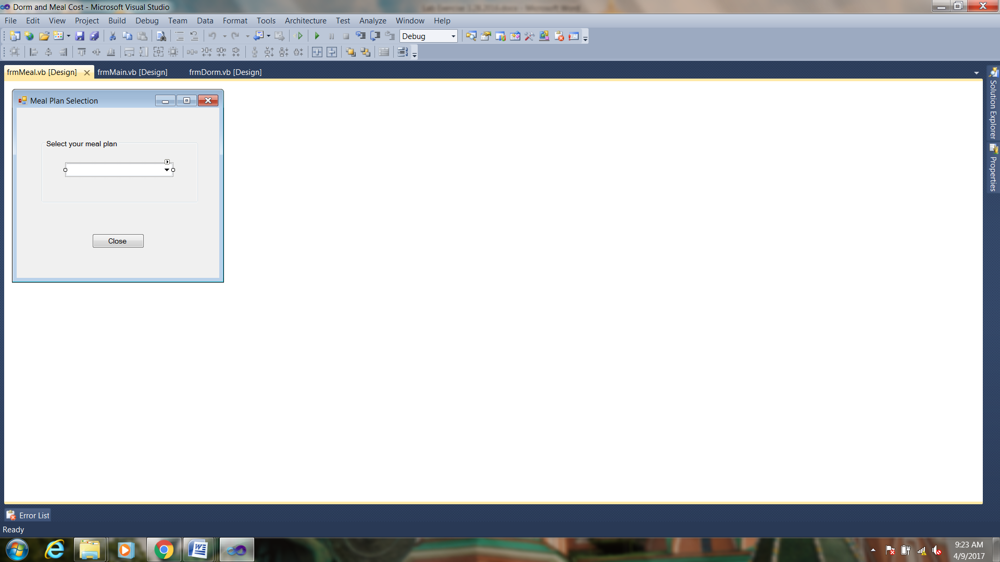 Dorm and Meal Cost - Microsoft Visual Studio
File Edit View Project Build Debug Team Data Format Tools Architecture Test Analyze Window Help
Debug
frmMeal.vb [Design] frmMain.vb [Design] frmDorm.vb [Design]
Meal Plan Selection
Select your meal plan
Close
Solution Explorer
Properties
Error List
Ready
9:23 AM
4/9/2017